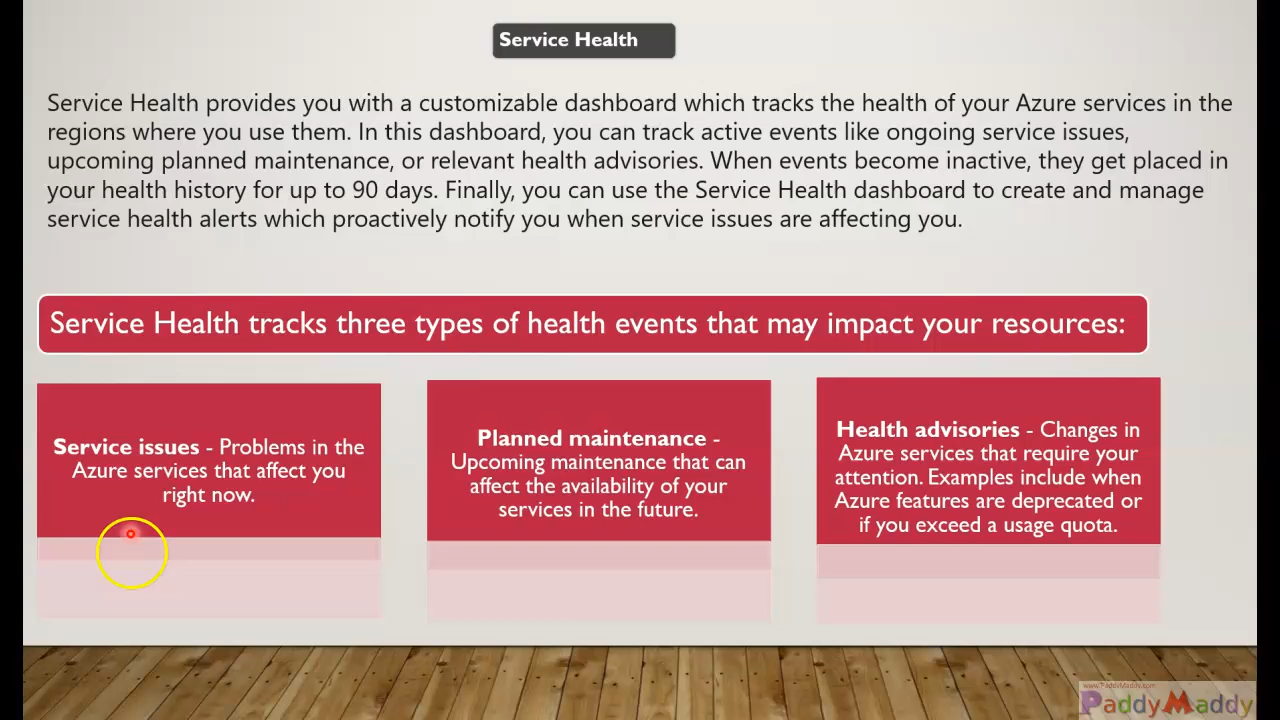 Service Health
Service Health provides you with a customizable dashboard which tracks the health of your Azure services in the
regions where you use them. In this dashboard, you can track active events like ongoing service issues,
upcoming planned maintenance, or relevant health advisories. When events become inactive, they get placed in
your health history for up to 90 days. Finally, you can use the Service Health dashboard to create and manage
service health alerts which proactively notify you when service issues are affecting you.
Service Health tracks three types of health events that may impact your resources:
Service issues - Problems in the
Azure services that affect you
right now.
Planned maintenance -
Upcoming maintenance that can
affect the availability of your
services in the future.
Health advisories - Changes in
Azure services that require your
attention. Examples include when
Azure features are deprecated or
if you exceed a usage quota.
www.PaddyMaddy.com
PaddyMaddy